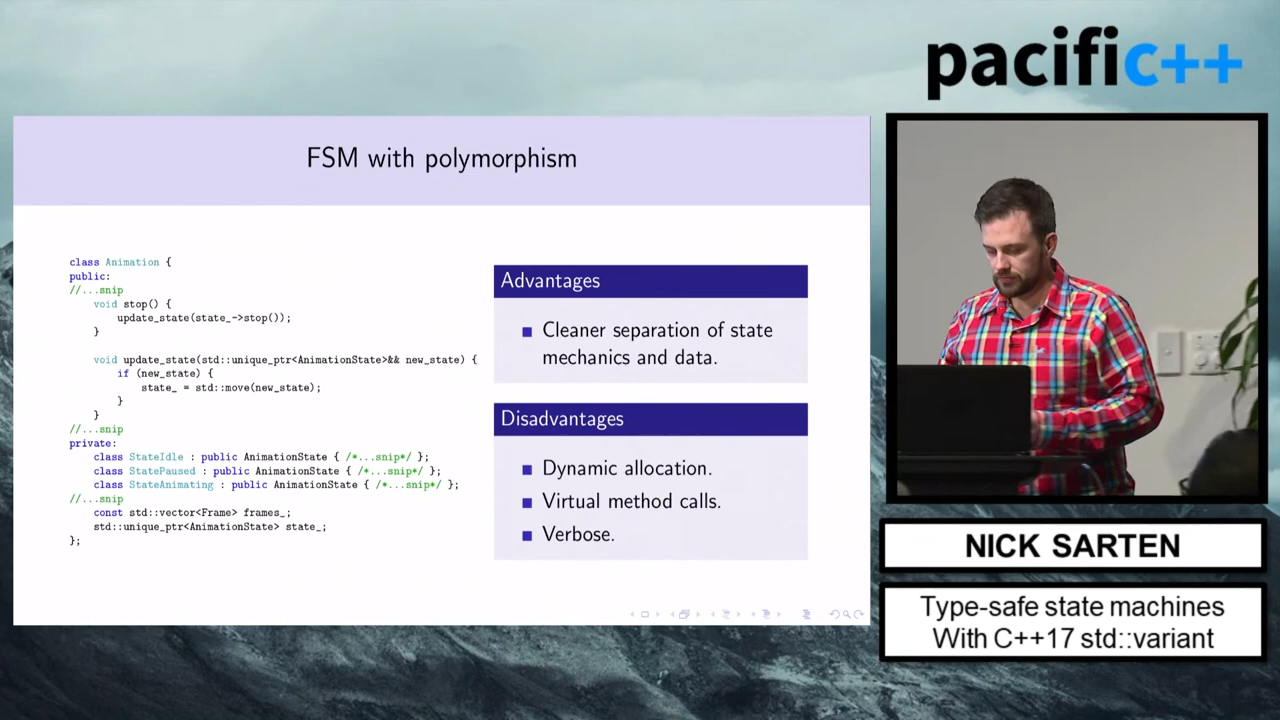 pacific++
FSM with polymorphism
class Animation {
public:
//...snip
    void stop() {
        update_state(state_->stop());
    }

    void update_state(std::unique_ptr<AnimationState>&& new_state) {
        if (new_state) {
            state_ = std::move(new_state);
        }
    }
//...snip
private:
    class StateIdle : public AnimationState { /*...snip*/ };
    class StatePaused : public AnimationState { /*...snip*/ };
    class StateAnimating : public AnimationState { /*...snip*/ };
//...snip
    const std::vector<Frame> frames_;
    std::unique_ptr<AnimationState> state_;
};
Advantages
Cleaner separation of state
mechanics and data.
Disadvantages
Dynamic allocation.
Virtual method calls.
Verbose.
NICK SARTEN
Type-safe state machines
With C++17 std::variant